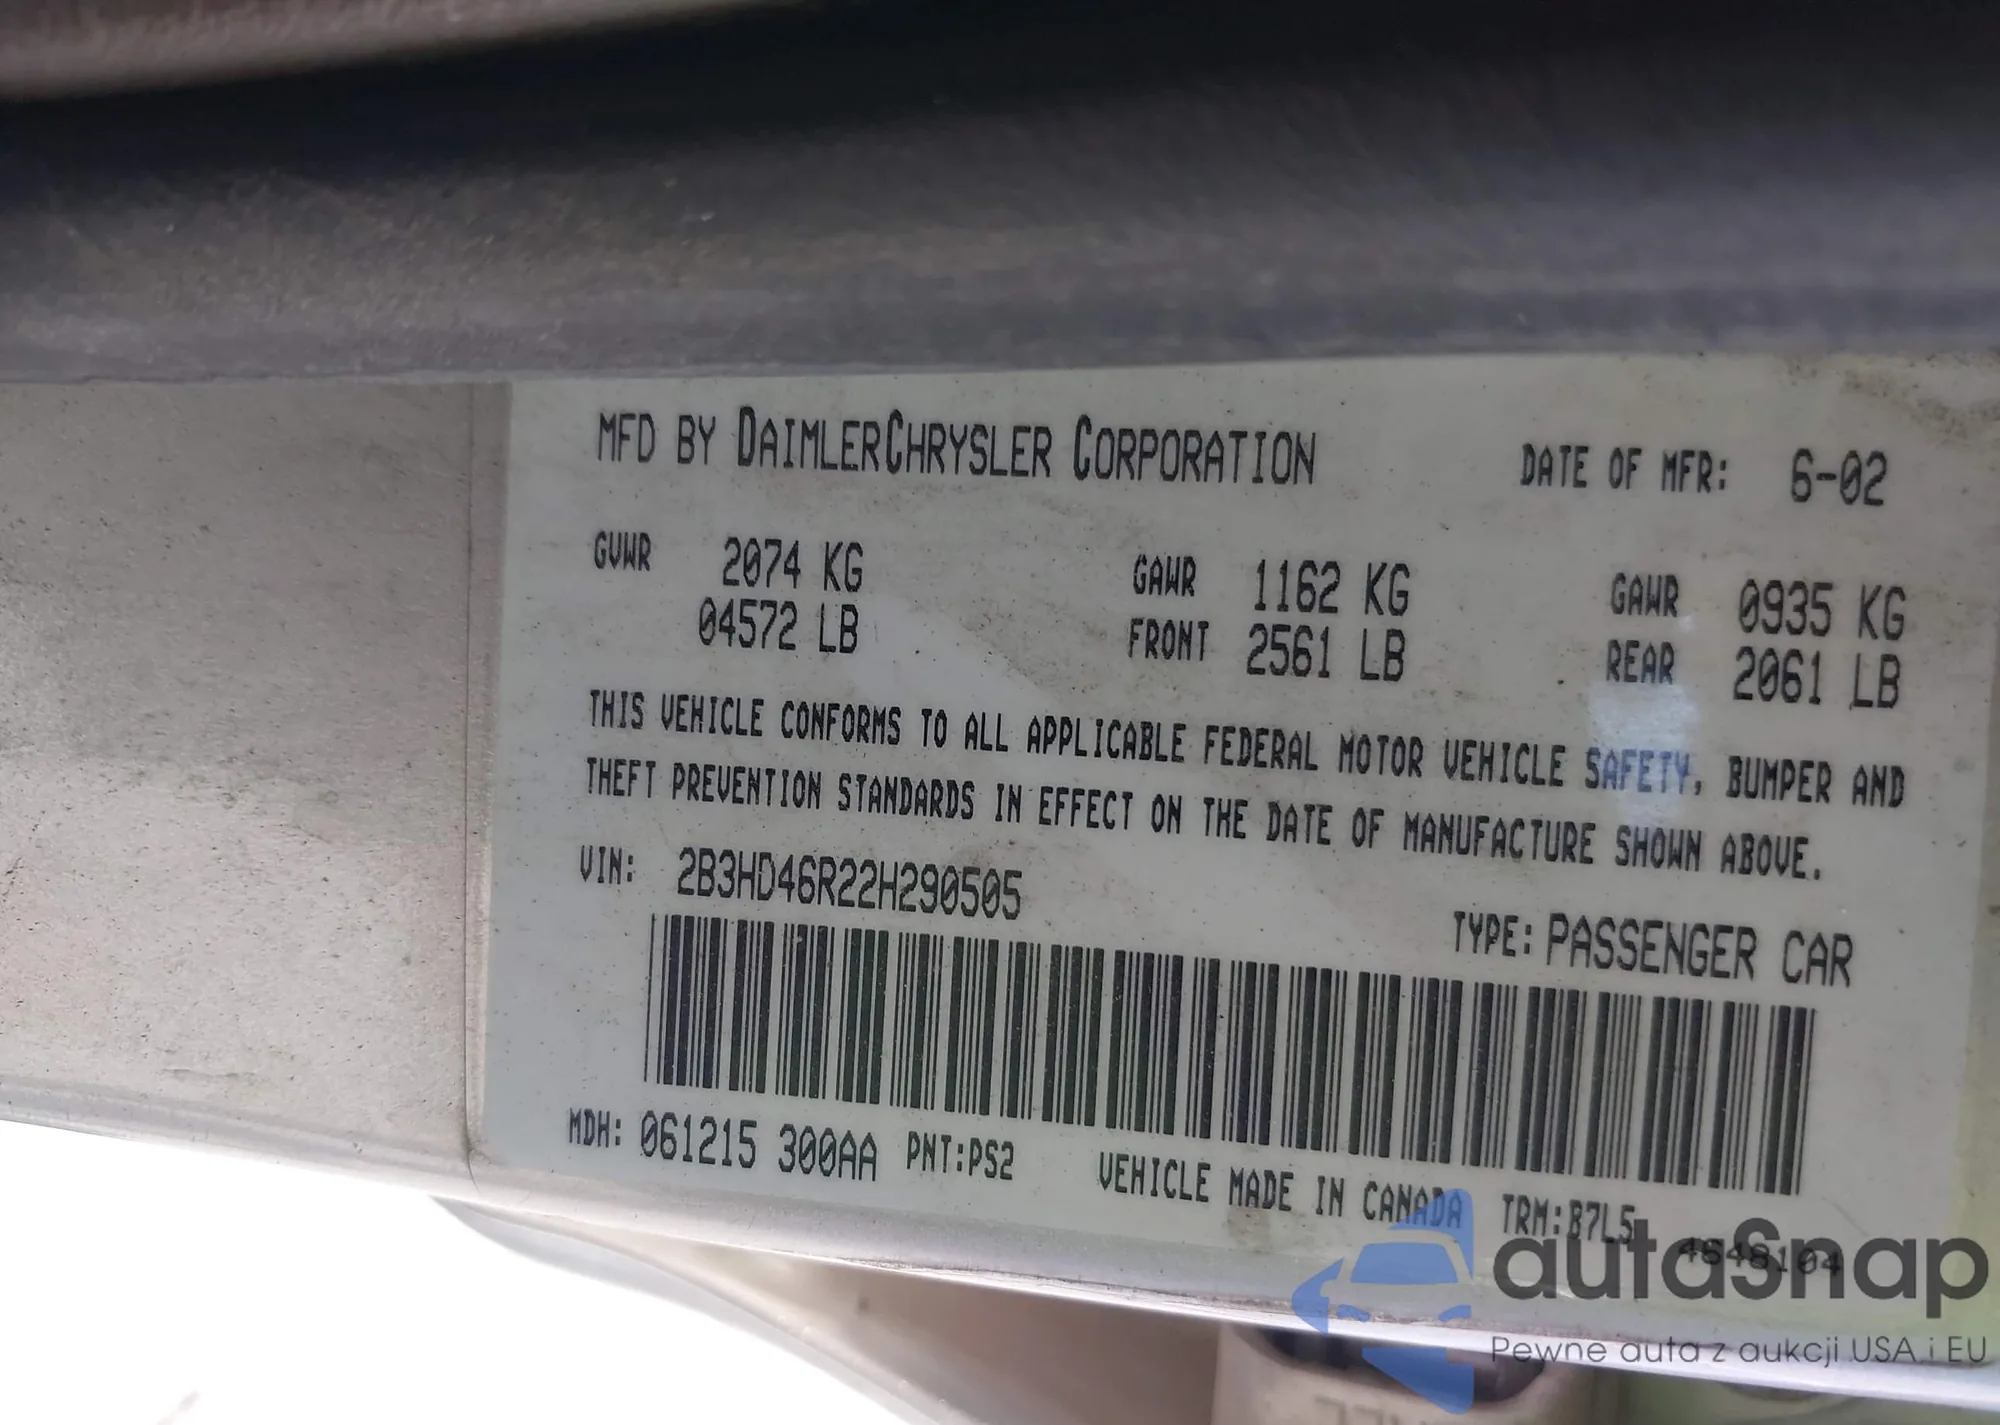 MFD BY DAIMLERCHRYSLER CORPORATION DATE OF MFR: 6-02
GVWR 2074 KG GAWR 1162 KG GAWR 0935 KG
04572 LB FRONT 2561 LB REAR 2061 LB
THIS VEHICLE CONFORMS TO ALL APPLICABLE FEDERAL MOTOR VEHICLE SAFETY, BUMPER AND
THEFT PREVENTION STANDARDS IN EFFECT ON THE DATE OF MANUFACTURE SHOWN ABOVE.
VIN: 2B3HD46R22H290505
TYPE: PASSENGER CAR
MDH: 061215 300AA PNT:PS2 VEHICLE MADE IN CANADA TRM:B7L5
autaSnap
Pewne auta z aukcji USA i EU